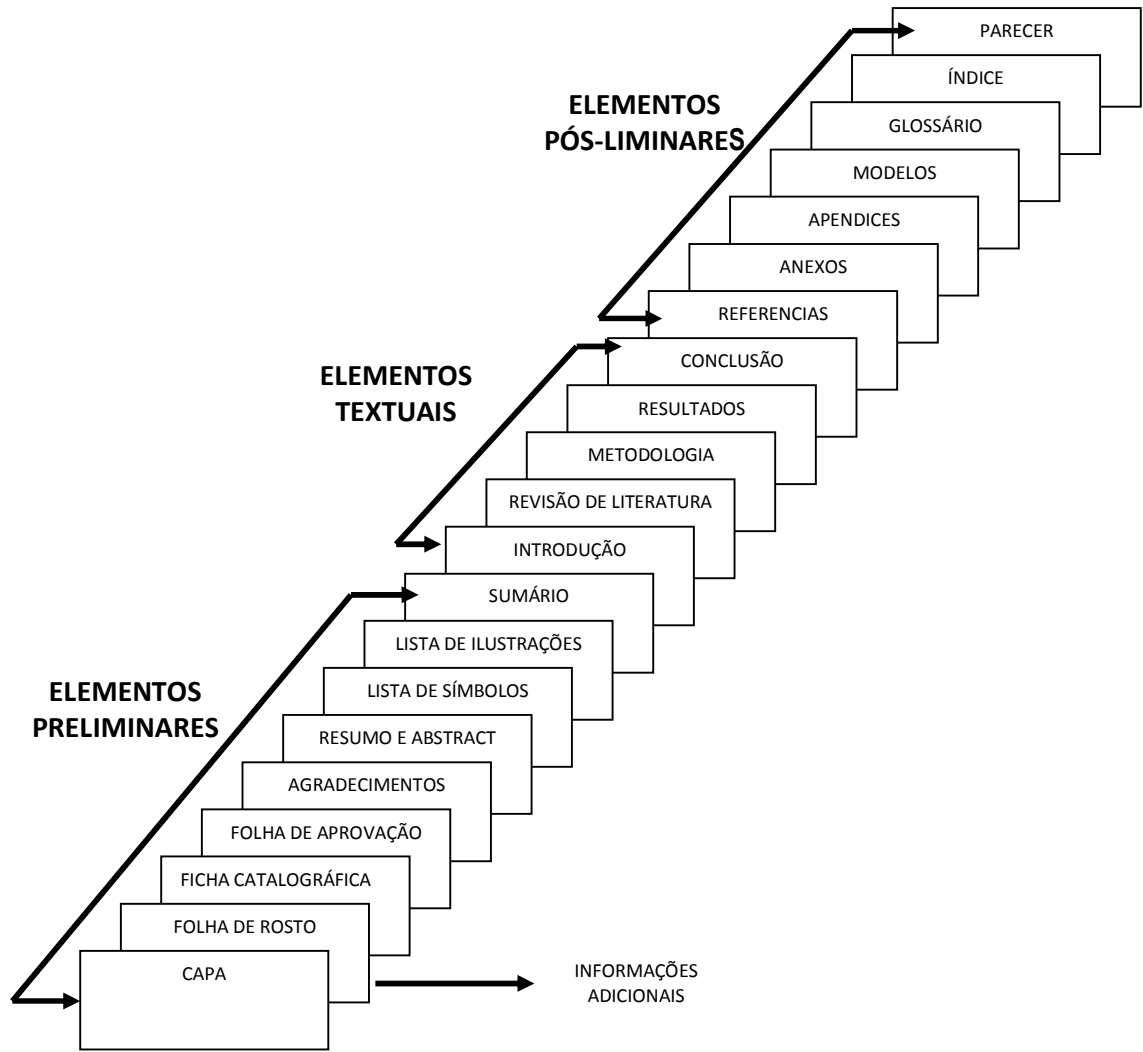 PARECER
ÍNDICE
ELEMENTOS
PÓS-LIMINARES
GLOSSÁRIO
MODELOS
APENDICES
ANEXOS
REFERENCIAS
ELEMENTOS
TEXTUAIS
CONCLUSÃO
RESULTADOS
METODOLOGIA
REVISÃO DE LITERATURA
INTRODUÇÃO
SUMÁRIO
LISTA DE ILUSTRAÇÕES
ELEMENTOS
PRELIMINARES
LISTA DE SÍMBOLOS
RESUMO E ABSTRACT
AGRADECIMENTOS
FOLHA DE APROVAÇÃO
FICHA CATALOGRÁFICA
FOLHA DE ROSTO
CAPA
INFORMAÇÕES
ADICIONAIS